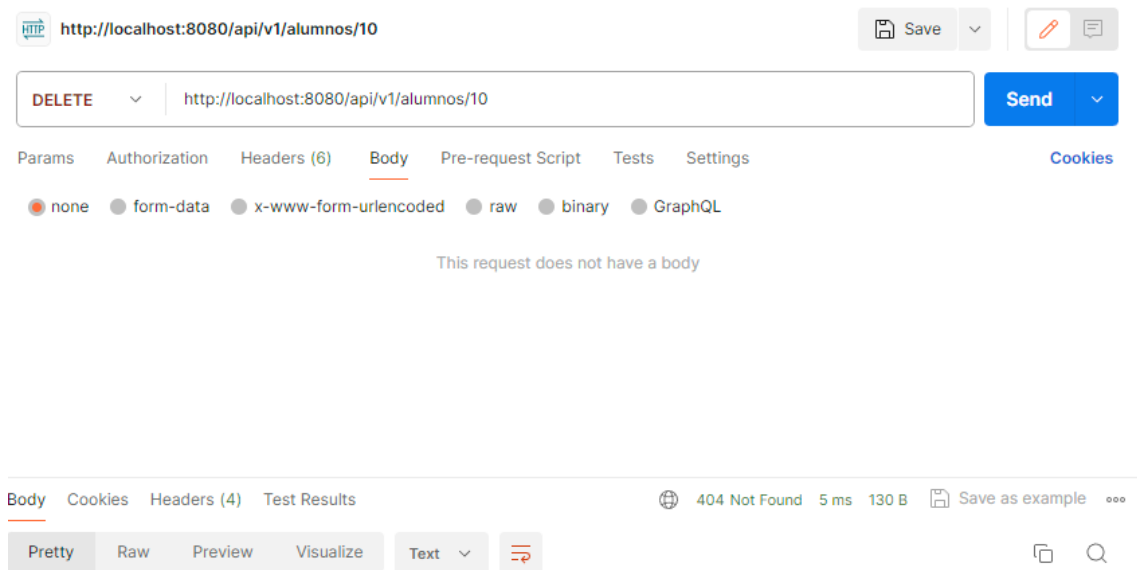 HTTP http://localhost:8080/api/v1/alumnos/10 Save
DELETE http://localhost:8080/api/v1/alumnos/10 Send
Params Authorization Headers (6) Body Pre-request Script Tests Settings Cookies
none form-data x-www-form-urlencoded raw binary GraphQL
This request does not have a body
Body Cookies Headers (4) Test Results 404 Not Found 5 ms 130 B Save as example
Pretty Raw Preview Visualize Text